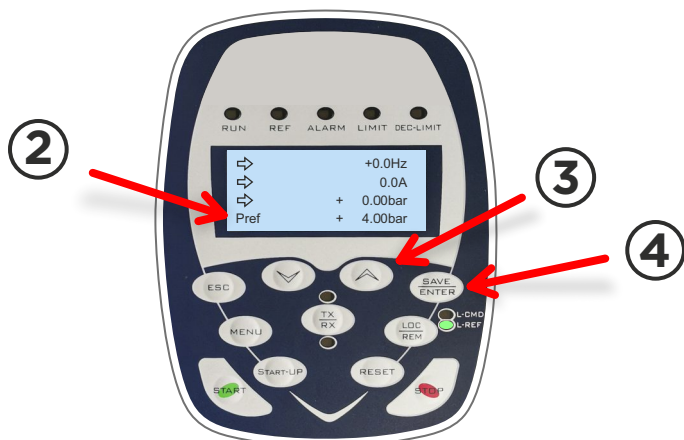 RUN REF ALARM LIMIT DEC-LIMIT
+0.0Hz
0.0A
+ 0.00bar
Pref + 4.00bar
2
3
4
ESC
SAVE
ENTER
TX
RX
L-CMD
L-REF
MENU
LOC
REM
START-UP
RESET
START
STOP